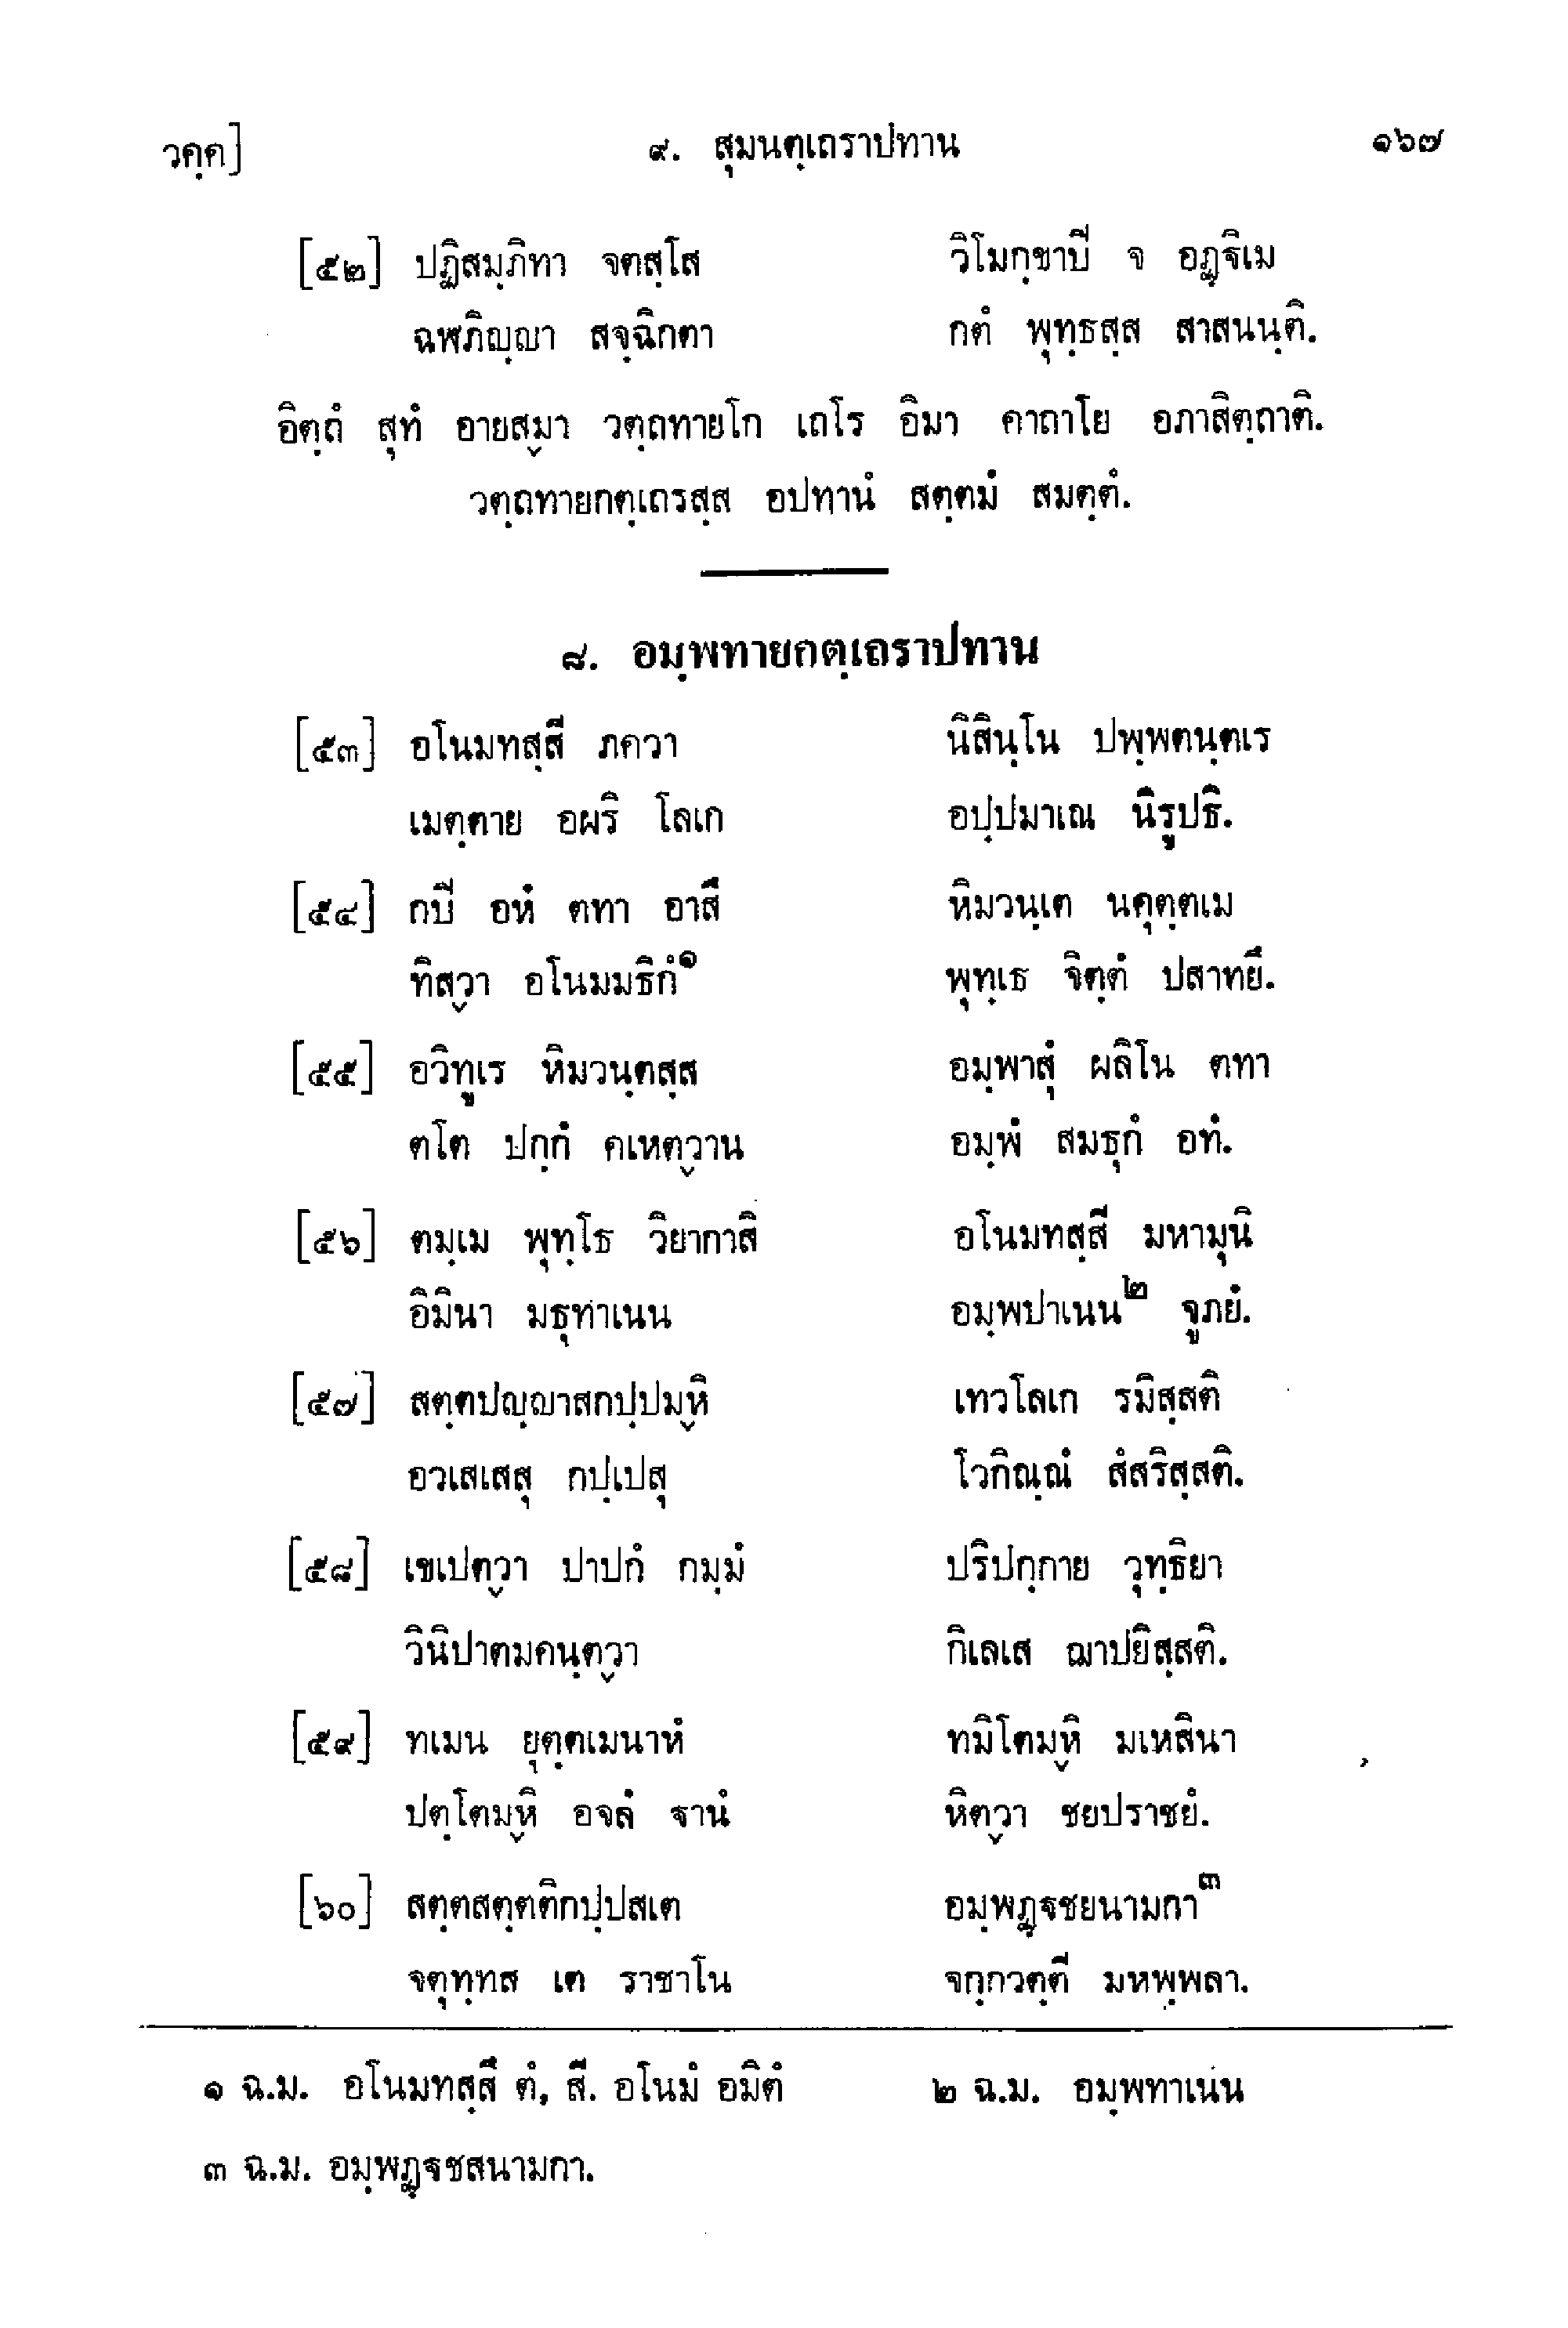 วคฺค]   ๙. สุมนตฺเถราปทาน   ๑๖๗
[๕๒] ปฏิสมฺภิทา จตสฺโส   วิโมกฺขาปี จ อฏฺฐิเม
ฉฬภิญฺญา สจฺฉิกตา   กตํ พุทฺธสฺส สาสนนฺติ.
อิตฺถํ สุทํ อายสฺมา วตฺถทายโก เถโร อิมา คาถาโย อภาสิตฺถาติ.
วตฺถทายกตฺเถรสฺส อปทานํ สตฺตมํ สมตฺตํ.
๘. อมฺพทายกตฺเถราปทาน
[๕๓] อโนมทสฺสี ภควา   นิสินฺโน ปพฺพตนฺตเร
เมตฺตาย อผริ โลเก   อปฺปมาเณ นิรูปธิ.
[๕๔] กปี อหํ ตทา อาสึ   หิมวนฺเต นคุตฺตเม
ทิสฺวา อโนมมธิกํ๑   พุทฺเธ จิตฺตํ ปสาทยึ.
[๕๕] อวิทูเร หิมวนฺตสฺส   อมฺพาสุํ ผลิโน ตทา
ตโต ปกฺกํ คเหตฺวาน   อมฺพํ สมธุกํ อทํ.
[๕๖] ตมฺเม พุทฺโธ วิยากาสิ   อโนมทสฺสี มหามุนิ
อิมินา มธุทาเนน   อมฺพปาเนน๒ จูภยํ.
[๕๗] สตฺตปญฺญาสกปฺปมฺหิ   เทวโลเก รมิสฺสติ
อวเสเสสุ กปฺเปสุ   โวกิณฺณํ สํสริสฺสติ.
[๕๘] เขเปตฺวา ปาปกํ กมฺมํ   ปริปกฺกาย วุทฺธิยา
วินิปาตมคนฺตฺวา   กิเลเส ฌาปยิสฺสติ.
[๕๙] ทเมน ยุตฺตเมนาหํ   ทมิโตมฺหิ มเหสินา
ปตฺโตมฺหิ อจลํ ฐานํ   หิตฺวา ชยปราชยํ.
[๖๐] สตฺตสตฺตติกปฺปสเต   อมฺพฏฺฐชยนามกา๓
จตุทฺทส เต ราชาโน   จกฺกวตฺตี มหพฺพลา.
๑ ฉ.ม. อโนมทสฺสึ ตํ, สี. อโนมํ อมิตํ   ๒ ฉ.ม. อมฺพทาเนน
๓ ฉ.ม. อมฺพฏฺฐชสนามกา.